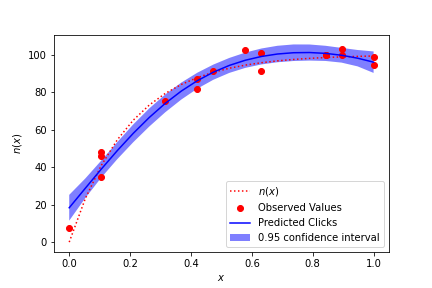 100
80
60
40
20
0
n(x)
0.0 0.2 0.4 0.6 0.8 1.0
x
n(x)
Observed Values
Predicted Clicks
0.95 confidence interval